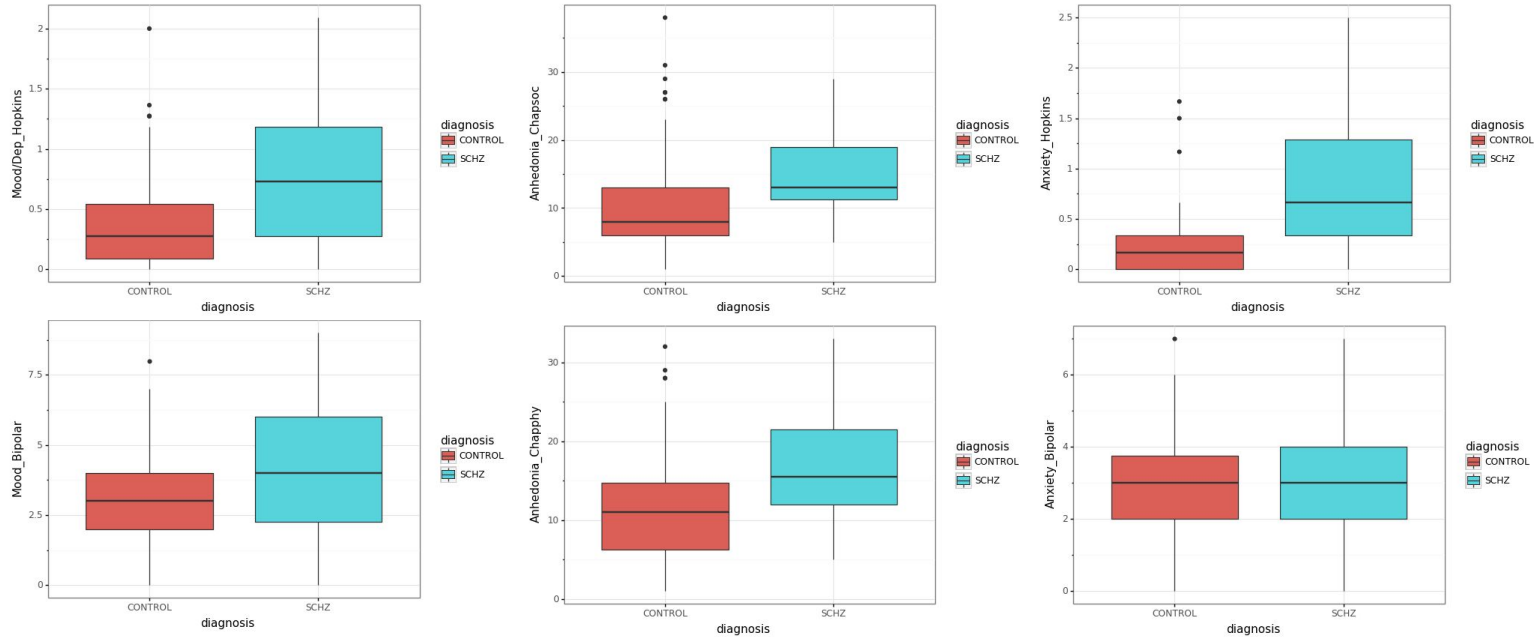 Mood/Dep_Hopkins
2
1.5
1
0.5
0
CONTROL
SCHZ
diagnosis
diagnosis
CONTROL
SCHZ
Anhedonia_Chapsoc
30
20
10
0
CONTROL
SCHZ
diagnosis
diagnosis
CONTROL
SCHZ
Anxiety_Hopkins
2.5
2
1.5
1
0.5
0
CONTROL
SCHZ
diagnosis
diagnosis
CONTROL
SCHZ
Mood_Bipolar
7.5
5
2.5
0
CONTROL
SCHZ
diagnosis
diagnosis
CONTROL
SCHZ
Anhedonia_Chapphy
30
20
10
0
CONTROL
SCHZ
diagnosis
diagnosis
CONTROL
SCHZ
Anxiety_Bipolar
6
4
2
0
CONTROL
SCHZ
diagnosis
diagnosis
CONTROL
SCHZ